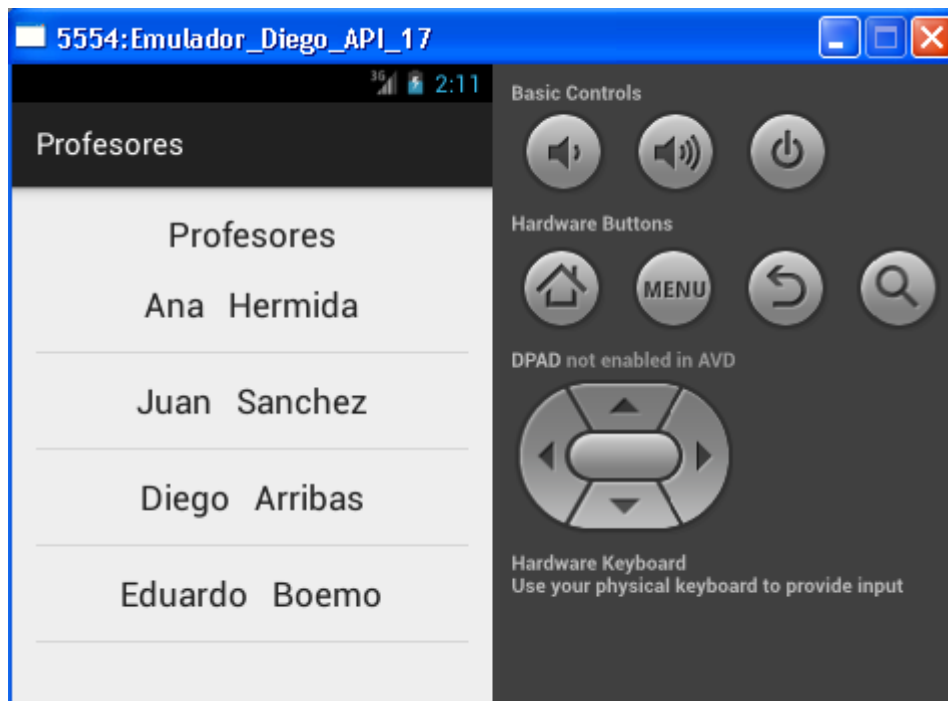 5554:Emulador_Diego_API_17
3G 2:11
Profesores
Profesores
Ana Hermida
Juan Sanchez
Diego Arribas
Eduardo Boemo
Basic Controls
Hardware Buttons
MENU
DPAD not enabled in AVD
Hardware Keyboard
Use your physical keyboard to provide input